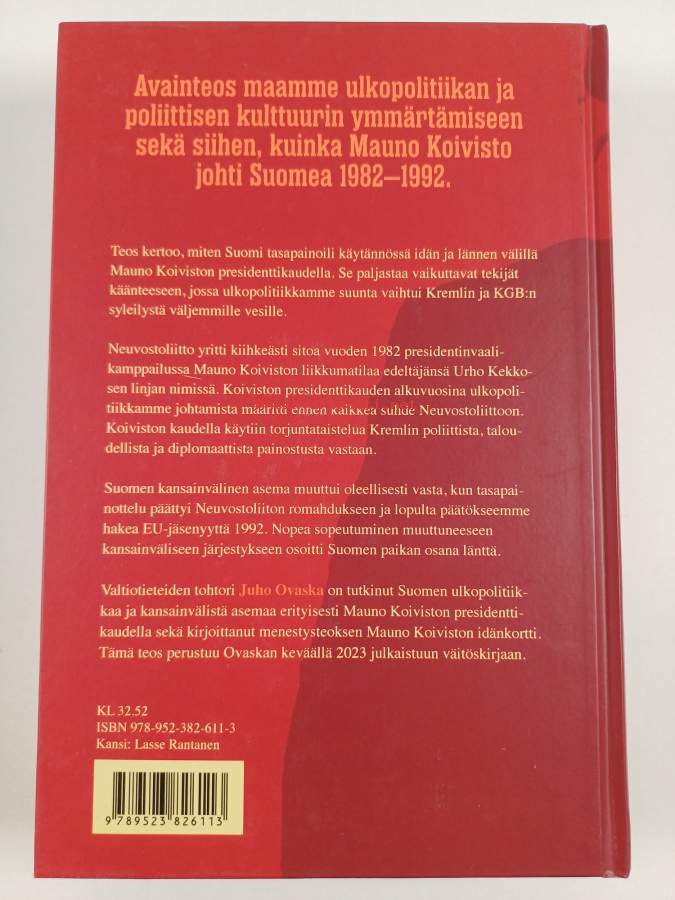 Avainteos maamme ulkopolitiikan ja
poliittisen kulttuurin ymmärtämiseen
sekä siihen, kuinka Mauno Koivisto
johti Suomea 1982–1992.
Teos kertoo, miten Suomi tasapainoili käytännössä idän ja lännen välillä
Mauno Koiviston presidenttikaudella. Se paljastaa vaikuttavat tekijät
käänteeseen, jossa ulkopolitiikkamme suunta vaihtui Kremlin ja KGB:n
syleilystä väljemmille vesille.
Neuvostoliitto yritti kiihkeästi sitoa vuoden 1982 presidentinvaali-
kamppailussa Mauno Koiviston liikkumatilaa edeltäjänsä Urho Kekko-
sen linjan nimissä. Koiviston presidenttikauden alkuvuosina ulkopoli-
tiikkamme johtamista määritti ennen kaikkea suhde Neuvostoliittoon.
Koiviston kaudella käytiin torjuntataistelua Kremlin poliittista, talou-
dellista ja diplomaattista painostusta vastaan.
Suomen kansainvälinen asema muuttui oleellisesti vasta, kun tasapai-
nottelu päättyi Neuvostoliiton romahdukseen ja lopulta päätökseemme
hakea EU-jäsenyyttä 1992. Nopea sopeutuminen muuttuneeseen
kansainväliseen järjestykseen osoitti Suomen paikan osana länttä.
Valtiotieteiden tohtori Juho Ovaska on tutkinut Suomen ulkopolitiik-
kaa ja kansainvälistä asemaa erityisesti Mauno Koiviston presidentti-
kaudella sekä kirjoittanut menestysteoksen Mauno Koiviston idänkortti.
Tämä teos perustuu Ovaskan keväällä 2023 julkaistuun väitöskirjaan.
KL 32.52
ISBN 978-952-382-611-3
Kansi: Lasse Rantanen
9 789523 826113